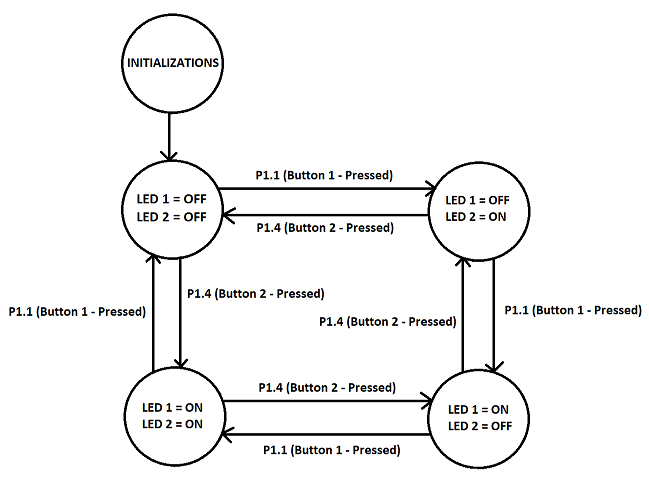 INITIALIZATIONS
P1.1 (Button 1 - Pressed)
LED 1 = OFF
LED 2 = OFF
LED 1 = OFF
LED 2 = ON
P1.4 (Button 2 - Pressed)
P1.4 (Button 2 - Pressed)
P1.1 (Button 1 - Pressed)
P1.1 (Button 1 - Pressed)
P1.4 (Button 2 - Pressed)
P1.4 (Button 2 - Pressed)
LED 1 = ON
LED 2 = ON
LED 1 = ON
LED 2 = OFF
P1.1 (Button 1 - Pressed)